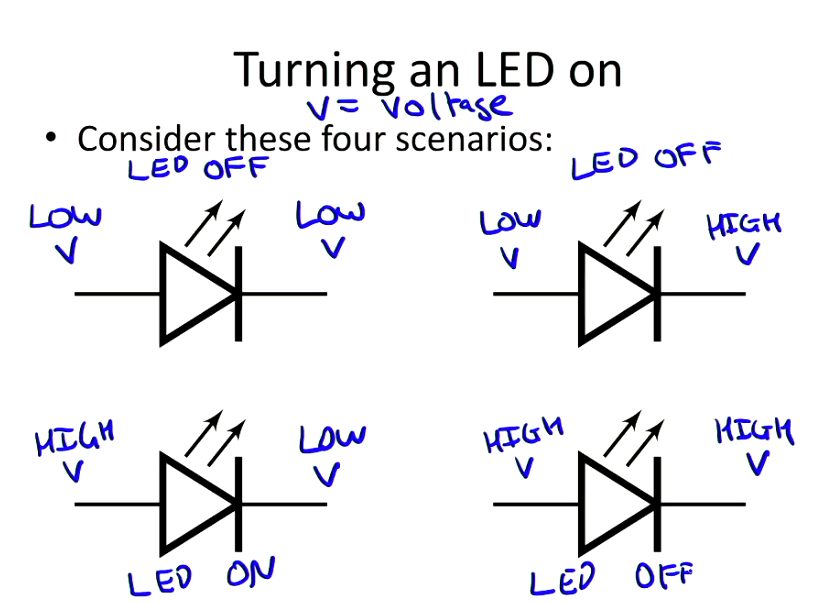 Turning an LED on
V = Voltage
• Consider these four scenarios:
LED OFF
LED OFF
LOW V
LOW V
LOW V
HIGH V
HIGH V
LOW V
HIGH V
HIGH V
LED ON
LED OFF